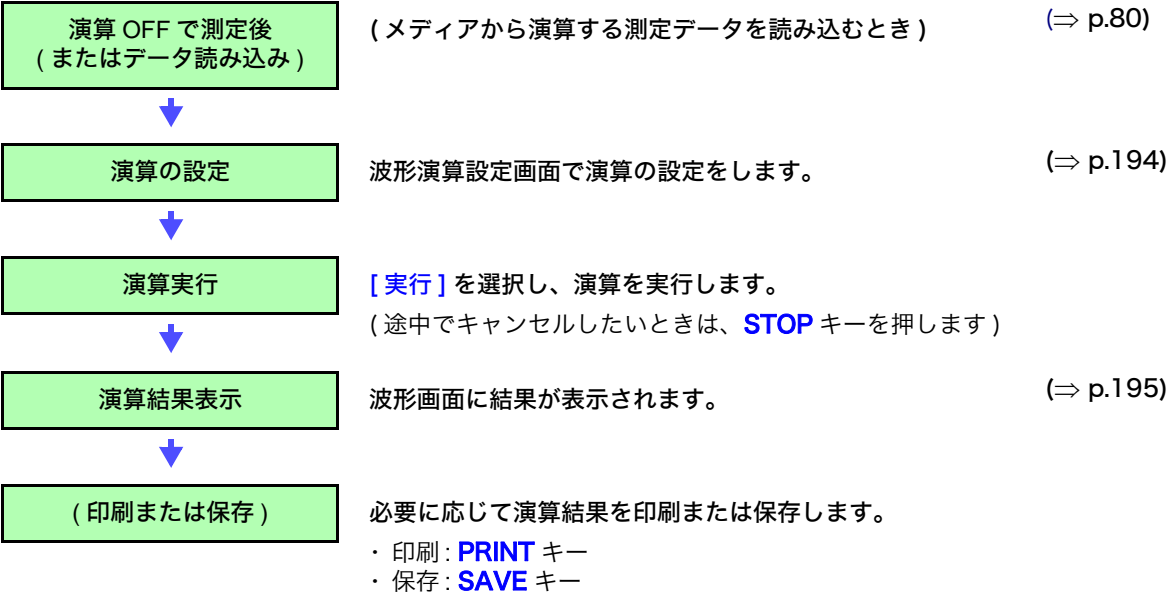 演算 OFF で測定後
( またはデータ読み込み )
( メディアから演算する測定データを読み込むとき )
(⇒ p.80)
演算の設定
波形演算設定画面で演算の設定をします。
(⇒ p.194)
演算実行
[ 実行 ] を選択し、演算を実行します。
( 途中でキャンセルしたいときは、STOP キーを押します )
演算結果表示
波形画面に結果が表示されます。
(⇒ p.195)
( 印刷または保存 )
必要に応じて演算結果を印刷または保存します。
・ 印刷 : PRINT キー
・ 保存 : SAVE キー